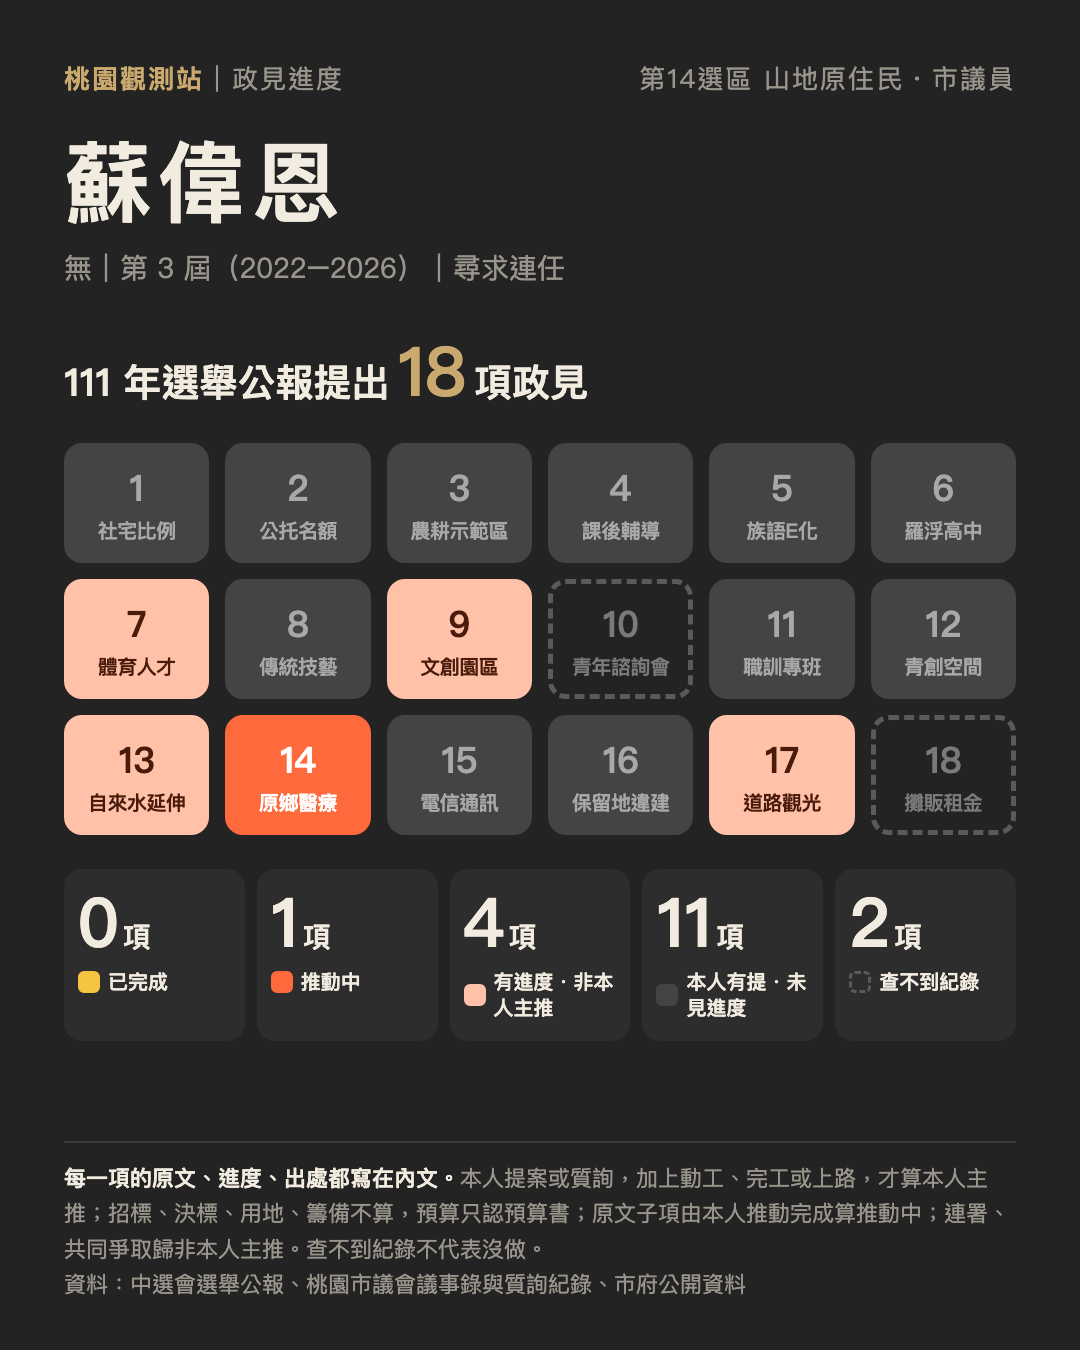 桃園觀測站｜政見進度
第14選區 山地原住民・市議員
蘇偉恩
無｜第 3 屆（2022—2026）｜尋求連任
111 年選舉公報提出 18 項政見
1
社宅比例
2
公托名額
3
農耕示範區
4
課後輔導
5
族語E化
6
羅浮高中
7
體育人才
8
傳統技藝
9
文創園區
10
青年諮詢會
11
職訓專班
12
青創空間
13
自來水延伸
14
原鄉醫療
15
電信通訊
16
保留地違建
17
道路觀光
18
攤販租金
0項
已完成
1項
推動中
4項
有進度・非本
人主推
11項
本人有提・未
見進度
2項
查不到紀錄
每一項的原文、進度、出處都寫在內文。本人提案或質詢，加上動工、完工或上路，才算本人主
推；招標、決標、用地、籌備不算，預算只認預算書；原文子項由本人推動完成算推動中；連署、
共同爭取歸非本人主推。查不到紀錄不代表沒做。
資料：中選會選舉公報、桃園市議會議事錄與質詢紀錄、市府公開資料